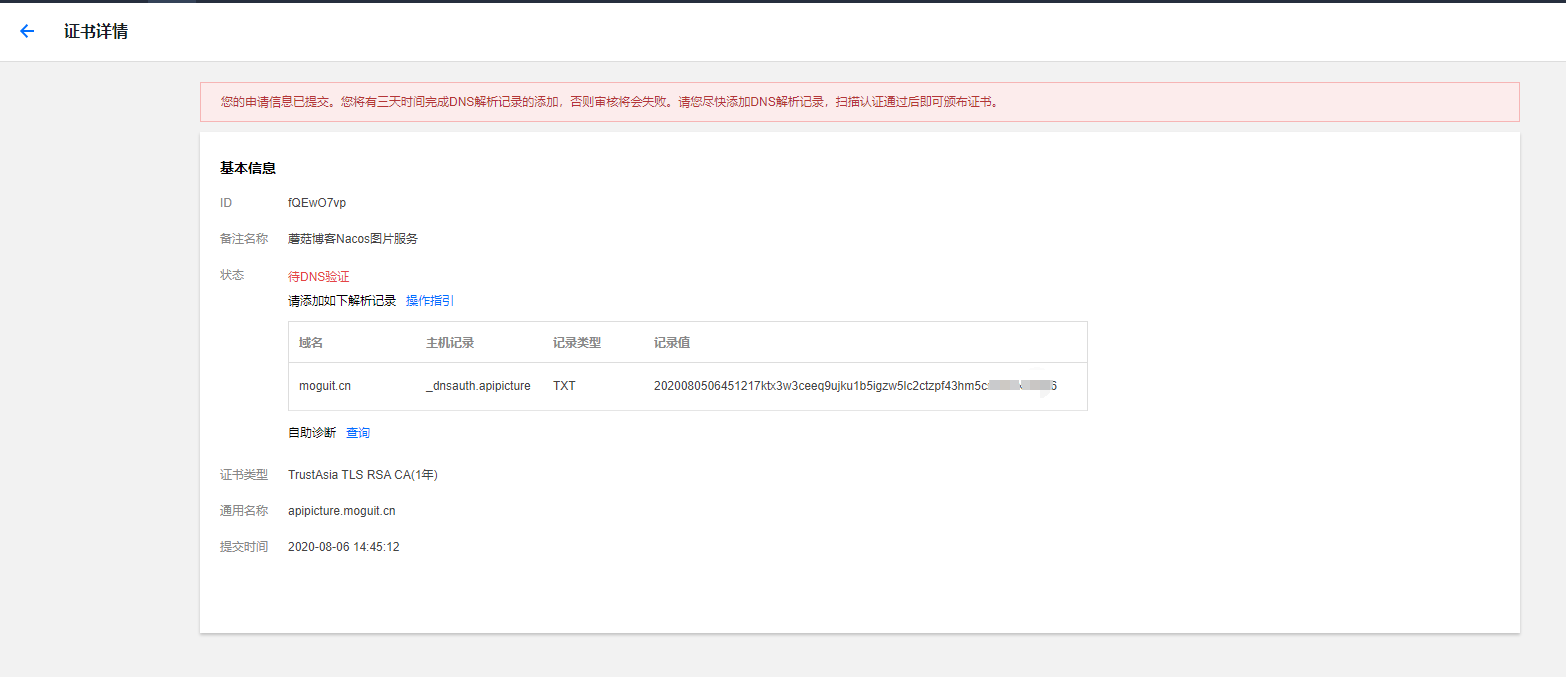 证书详情
您的申请信息已提交。您将有三天时间完成DNS解析记录的添加，否则审核将会失败。请您尽快添加DNS解析记录，扫描认证通过后即可颁布证书。
基本信息
ID fQEwO7vp
备注名称 蘑菇博客Nacos图片服务
状态 待DNS验证
请添加如下解析记录 操作指引
域名 主机记录 记录类型 记录值
moguit.cn _dnsauth.apipicture TXT
自助诊断 查询
证书类型 TrustAsia TLS RSA CA(1年)
通用名称 apipicture.moguit.cn
提交时间 2020-08-06 14:45:12